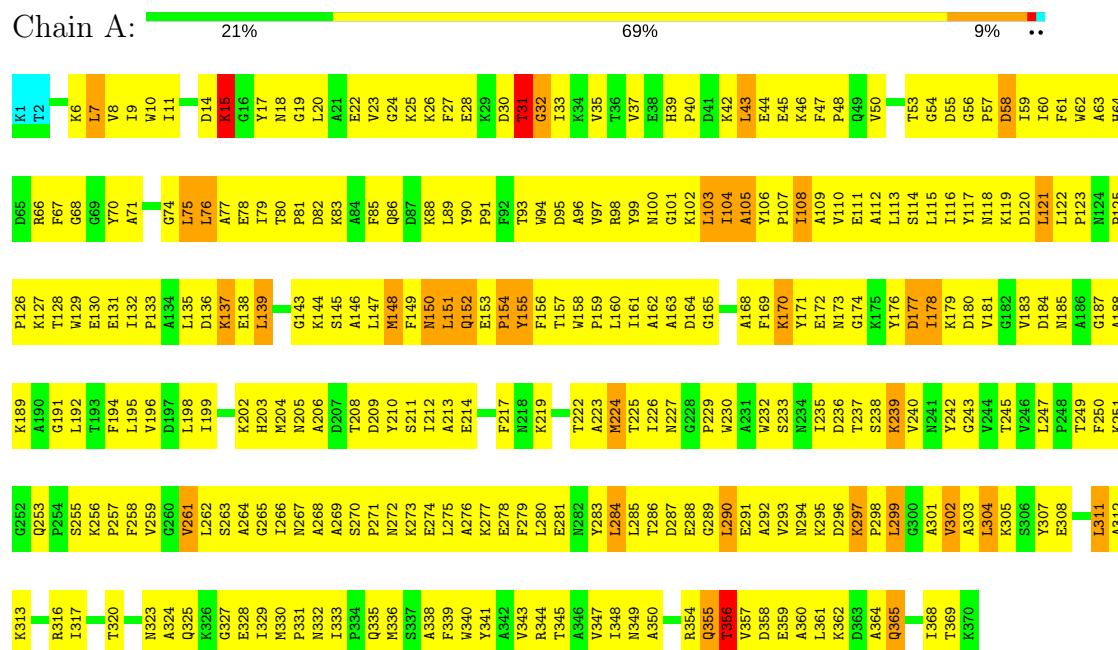 Chain A:
21% 69% 9% ••
K1 T2 K6 L7 V8 I9 W10 I11 D14 K15 G16 Y17 N18 G19 L20 A21 E22 V23 G24 K25 K26 F27 E28 K29 D30 T31 G32 I33 K34 V35 T36 V37 E38 H39 P40 D41 K42 L43 E44 E45 K46 F47 P48 Q49 V50 T53 G54 D55 G56 P57 D58 I59 I60 F61 W62 A63 H64
D65 R66 F67 G68 G69 Y70 A71 G74 L75 L76 A77 E78 I79 T80 P81 D82 K83 A84 F85 Q86 D87 K88 L89 Y90 P91 F92 T93 W94 D95 A96 V97 R98 Y99 N100 G101 K102 L103 I104 A105 Y106 P107 I108 A109 V110 E111 A112 L113 S114 L115 I116 Y117 N118 K119 D120 L121 L122 P123 N124 P125
P126 K127 T128 W129 E130 E131 I132 P133 A134 L135 D136 K137 E138 L139 G143 K144 S145 A146 L147 M148 F149 N150 L151 Q152 E153 P154 Y155 F156 T157 W158 P159 L160 I161 A162 A163 D164 G165 A168 F169 K170 Y171 E172 N173 G174 K175 Y176 D177 I178 K179 D180 V181 G182 V183 D184 N185 A186 G187 A188
K189 A190 G191 L192 T193 F194 L195 V196 D197 L198 I199 K202 H203 M204 N205 A206 D207 T208 D209 Y210 S211 I212 A213 E214 F217 N218 K219 T222 A223 M224 T225 I226 N227 G228 P229 W230 A231 W232 S233 N234 I235 D236 T237 S238 K239 V240 N241 Y242 G243 V244 T245 V246 L247 P248 T249 F250 K251
G252 Q253 P254 S255 K256 P257 F258 V259 G260 V261 L262 S263 A264 G265 I266 N267 A268 A269 S270 P271 N272 K273 E274 L275 A276 K277 E278 F279 L280 E281 N282 Y283 L284 L285 T286 D287 E288 G289 L290 E291 A292 V293 N294 K295 D296 K297 P298 L299 G300 A301 V302 A303 L304 K305 S306 Y307 E308 L311 A312
K313 R316 I317 T320 N323 A324 Q325 K326 G327 E328 I329 M330 P331 N332 I333 P334 Q335 M336 S337 A338 F339 W340 Y341 A342 V343 R344 T345 A346 V347 I348 N349 A350 R354 Q355 T356 V357 D358 E359 A360 L361 K362 D363 A364 Q365 I368 T369 K370